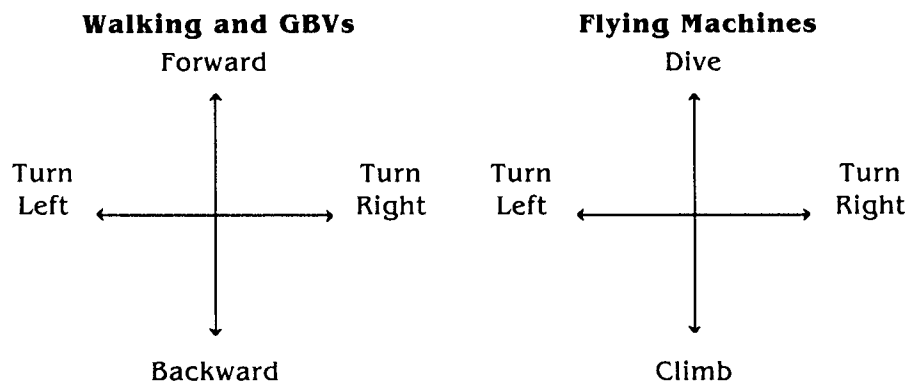 Walking and GBVs
Forward
Turn
Left
Turn
Right
Backward
Flying Machines
Dive
Turn
Left
Turn
Right
Climb